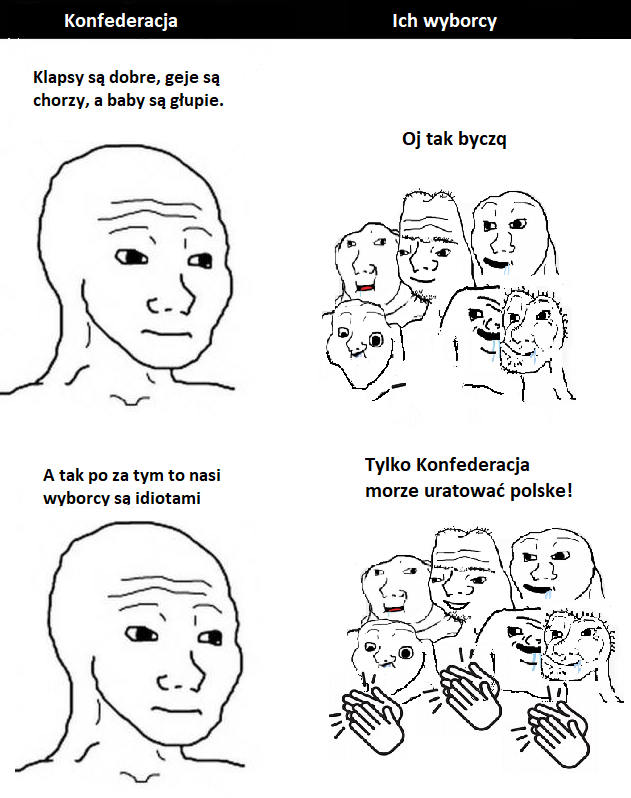 Konfederacja
Ich wyborcy
Klapsy są dobre, geje są
chorzy, a baby są głupie.
Oj tak byczq
A tak po za tym to nasi
wyborcy są idiotami
Tylko Konfederacja
morze uratować polske!